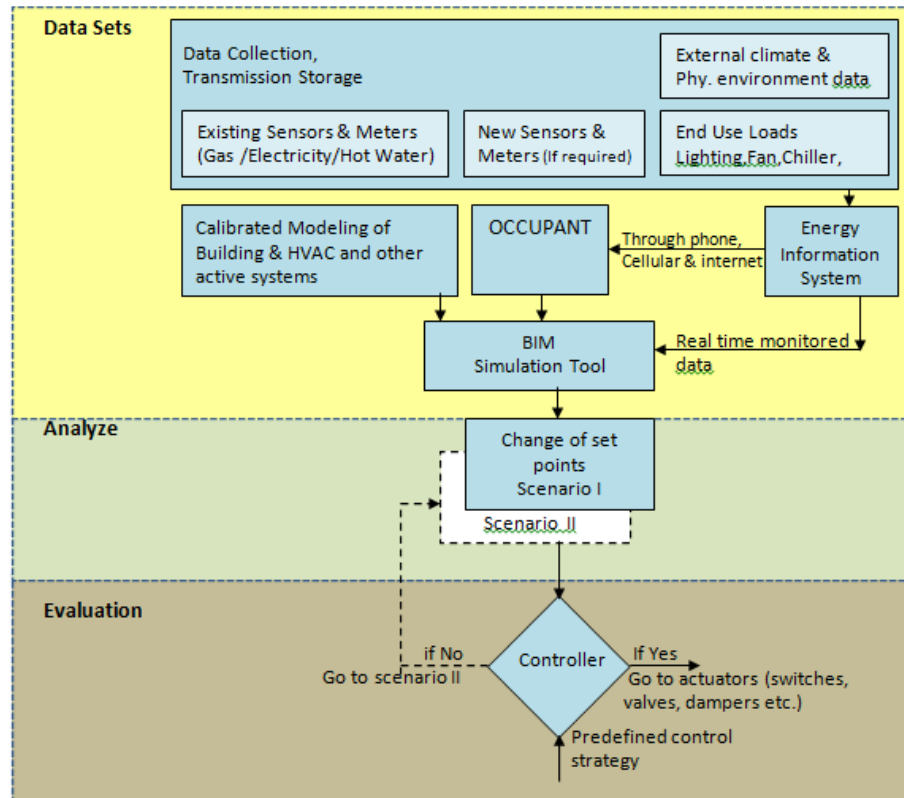 Data Sets
Data Collection,
Transmission Storage
External climate &
Phy. environment data
Existing Sensors & Meters
(Gas /Electricity/Hot Water)
New Sensors &
Meters (If required)
End Use Loads
Lighting,Fan,Chiller,
Calibrated Modeling of
Building & HVAC and other
active systems
OCCUPANT
Through phone,
Cellular & internet
Energy
Information
System
BIM
Simulation Tool
Real time monitored
data
Analyze
Change of set
points
Scenario I
Scenario II
Evaluation
Controller
if No
Go to scenario II
If Yes
Go to actuators (switches,
valves, dampers etc.)
Predefined control
strategy